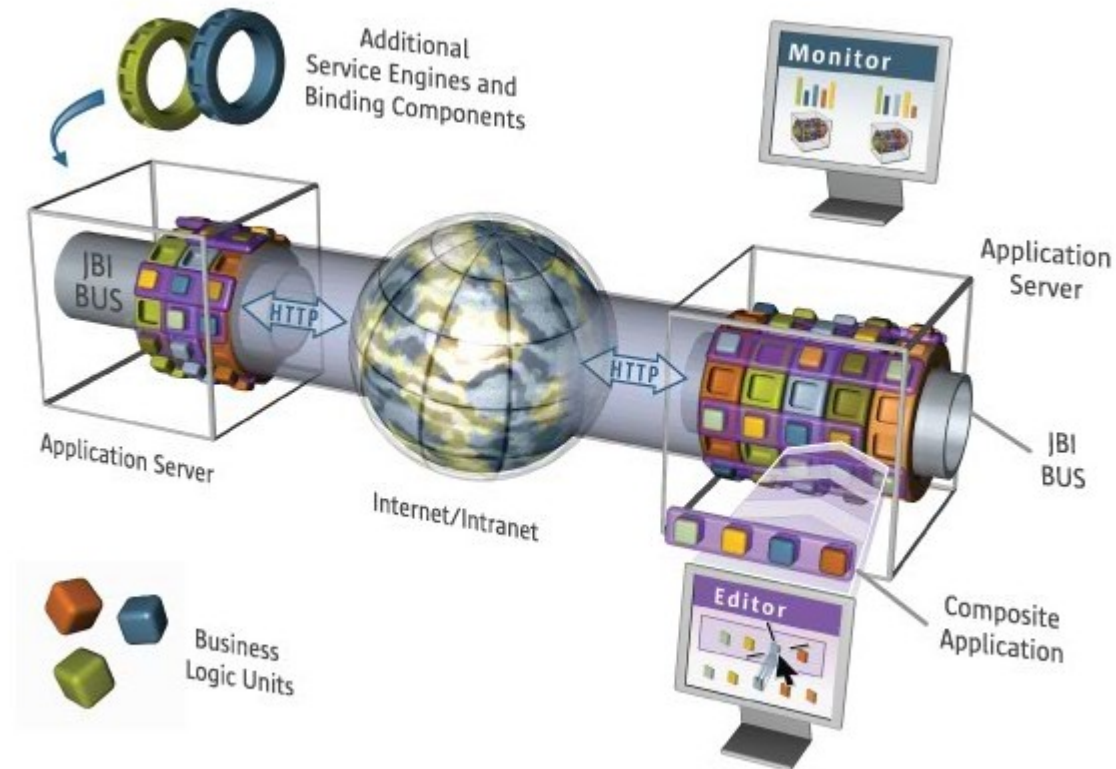 Additional
Service Engines and
Binding Components
Monitor
Application
Server
JBI
BUS
HTTP
HTTP
Application Server
Internet/Intranet
JBI
BUS
Editor
Composite
Application
Business
Logic Units